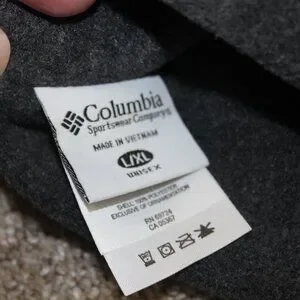 Columbia
Sportswear Company®
MADE IN VIETNAM
L/XL
UNISEX
SHELL: 100% POLYESTER
EXCLUSIVE OF ORNAMENTATION
RN 69724
CA 05367